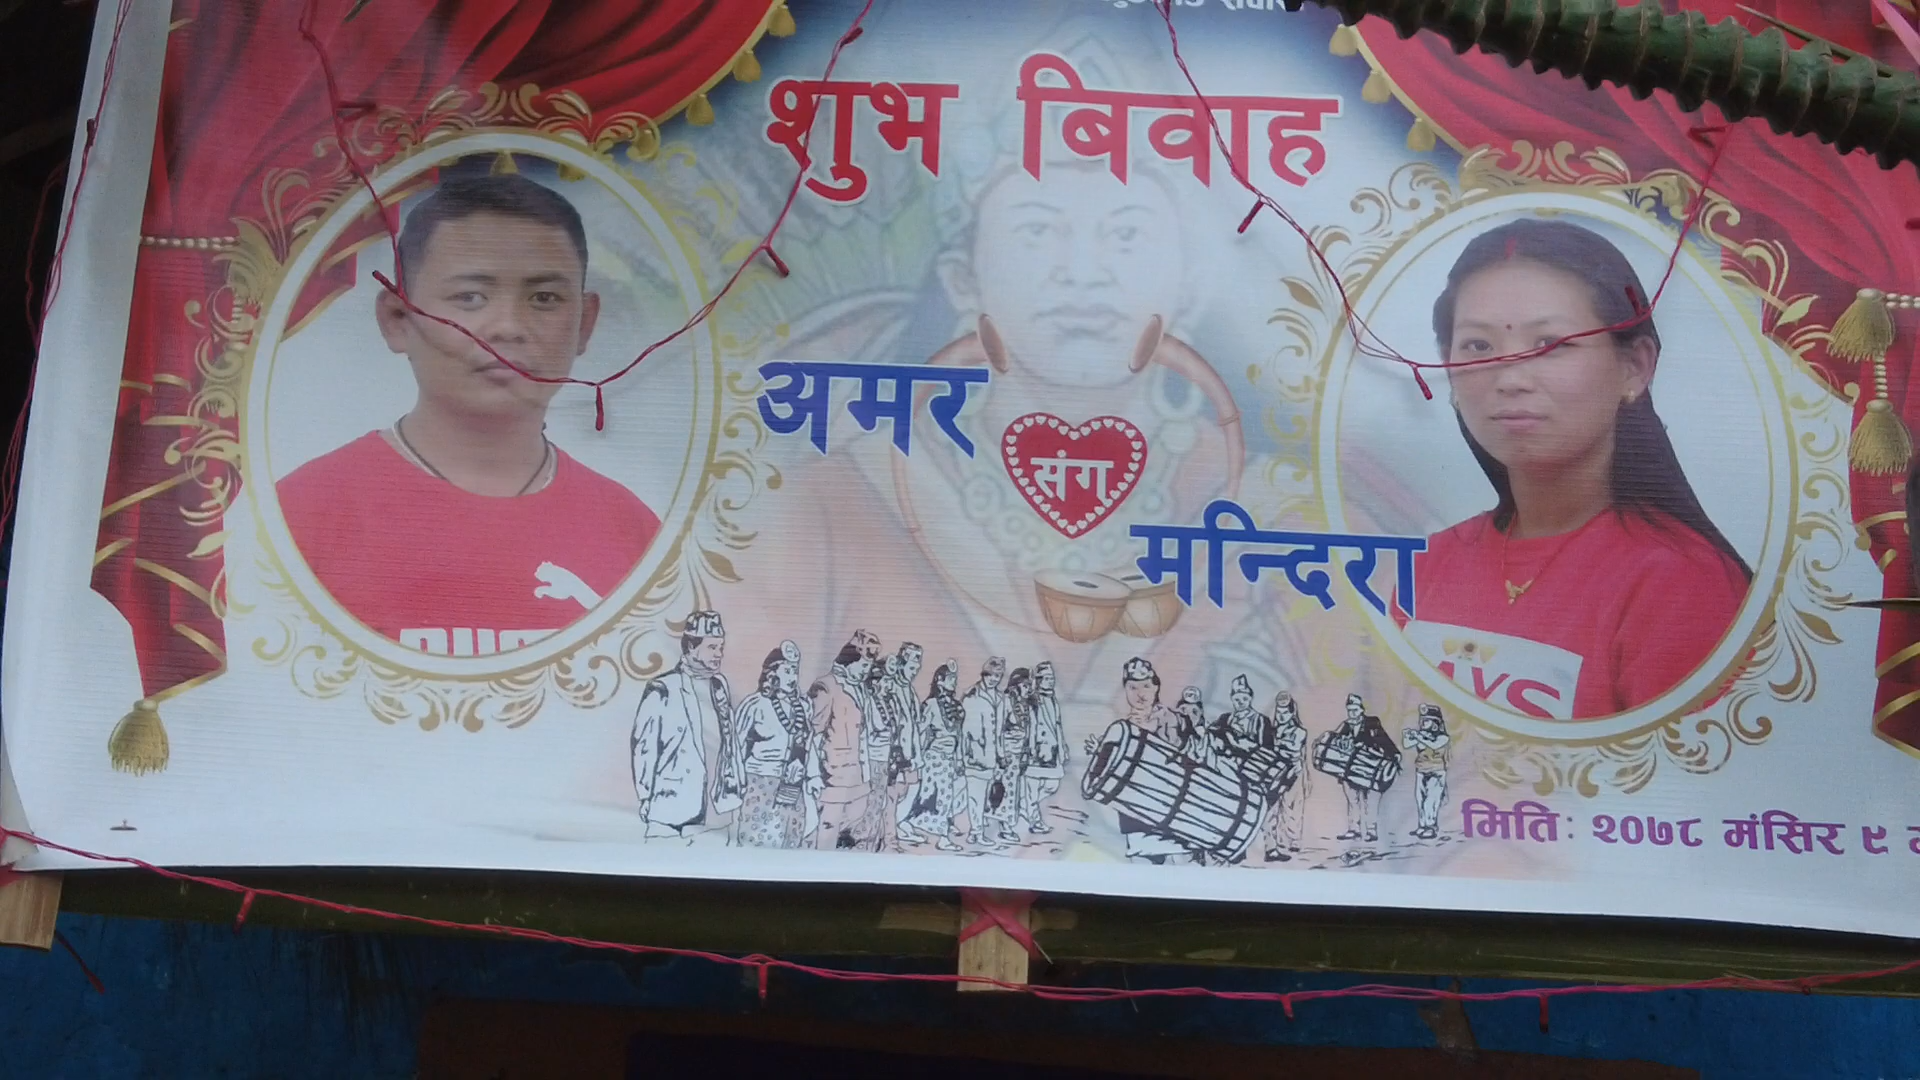 शुभ बिवाह
अमर
संग
मन्दिरा
मिति: २०७८ मंसिर ९